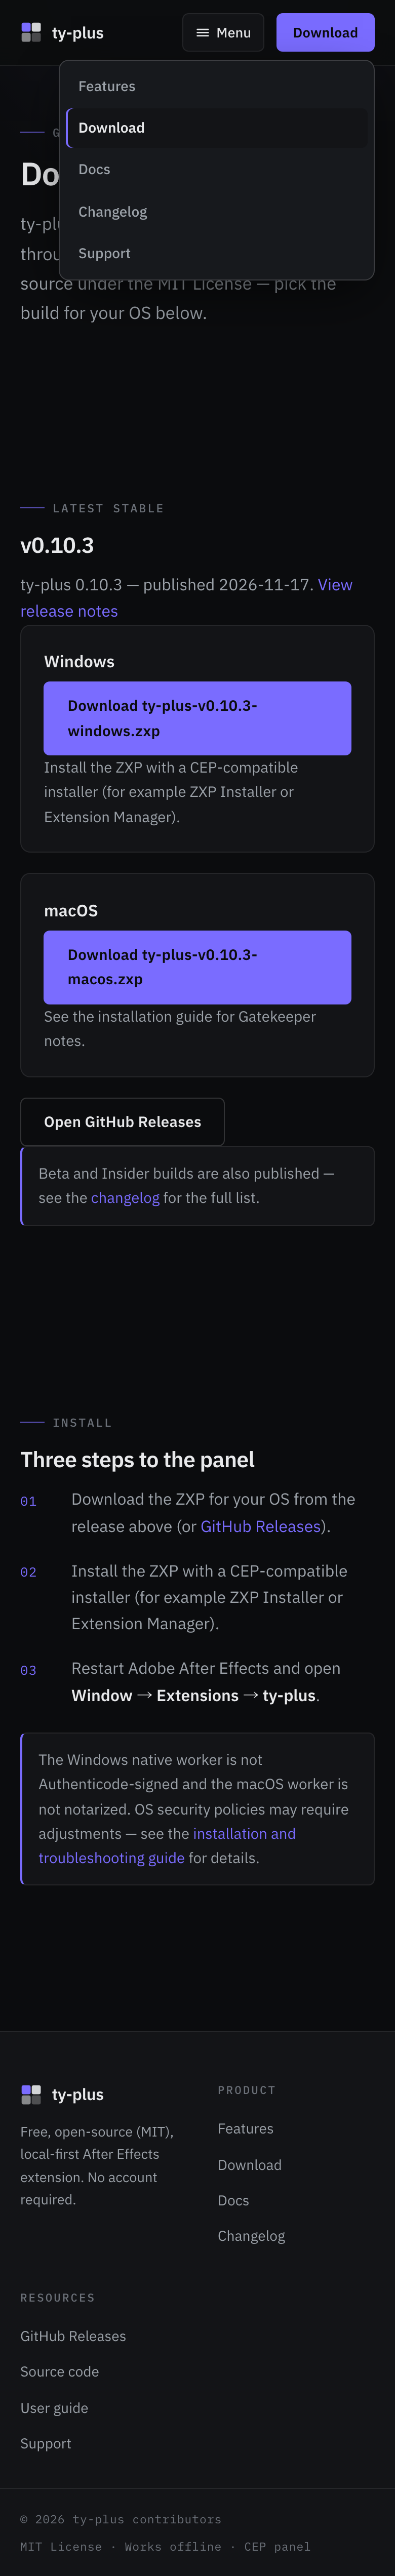 ty-plus
Menu
Download
Features
Download
Docs
Changelog
Support
source under the MIT License — pick the
build for your OS below.
LATEST STABLE
v0.10.3
ty-plus 0.10.3 — published 2026-11-17. View
release notes
Windows
Download ty-plus-v0.10.3-
windows.zxp
Install the ZXP with a CEP-compatible
installer (for example ZXP Installer or
Extension Manager).
macOS
Download ty-plus-v0.10.3-
macos.zxp
See the installation guide for Gatekeeper
notes.
Open GitHub Releases
Beta and Insider builds are also published —
see the changelog for the full list.
INSTALL
Three steps to the panel
01 Download the ZXP for your OS from the
release above (or GitHub Releases).
02 Install the ZXP with a CEP-compatible
installer (for example ZXP Installer or
Extension Manager).
03 Restart Adobe After Effects and open
Window → Extensions → ty-plus.
The Windows native worker is not
Authenticode-signed and the macOS worker is
not notarized. OS security policies may require
adjustments — see the installation and
troubleshooting guide for details.
ty-plus
Free, open-source (MIT),
local-first After Effects
extension. No account
required.
PRODUCT
Features
Download
Docs
Changelog
RESOURCES
GitHub Releases
Source code
User guide
Support
© 2026 ty-plus contributors
MIT License · Works offline · CEP panel